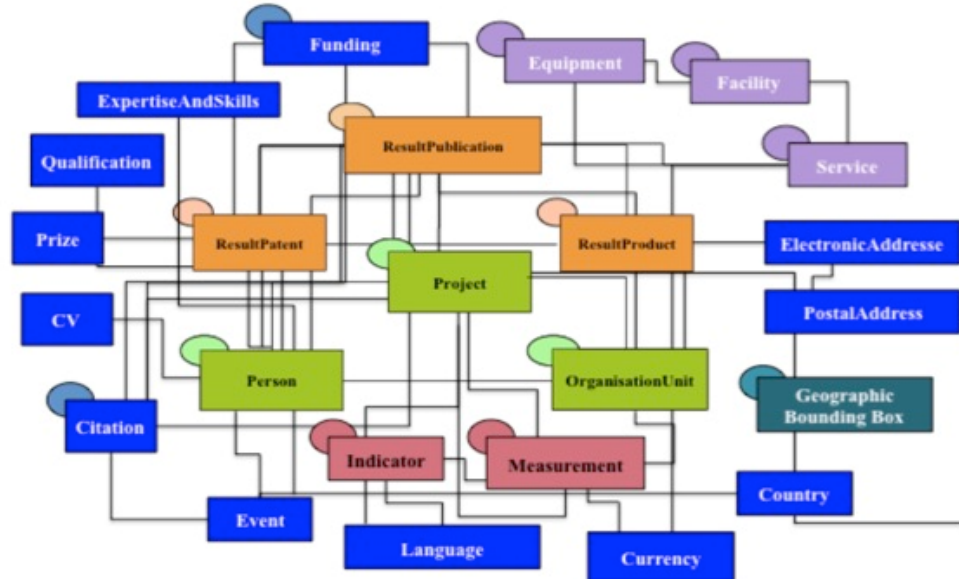 Funding
Equipment
Facility
ExpertiseAndSkills
ResultPublication
Qualification
Service
Prize
ResultPatent
ResultProduct
ElectronicAddresse
Project
CV
PostalAddress
Person
OrganisationUnit
Geographic
Bounding Box
Citation
Indicator
Measurement
Country
Event
Language
Currency